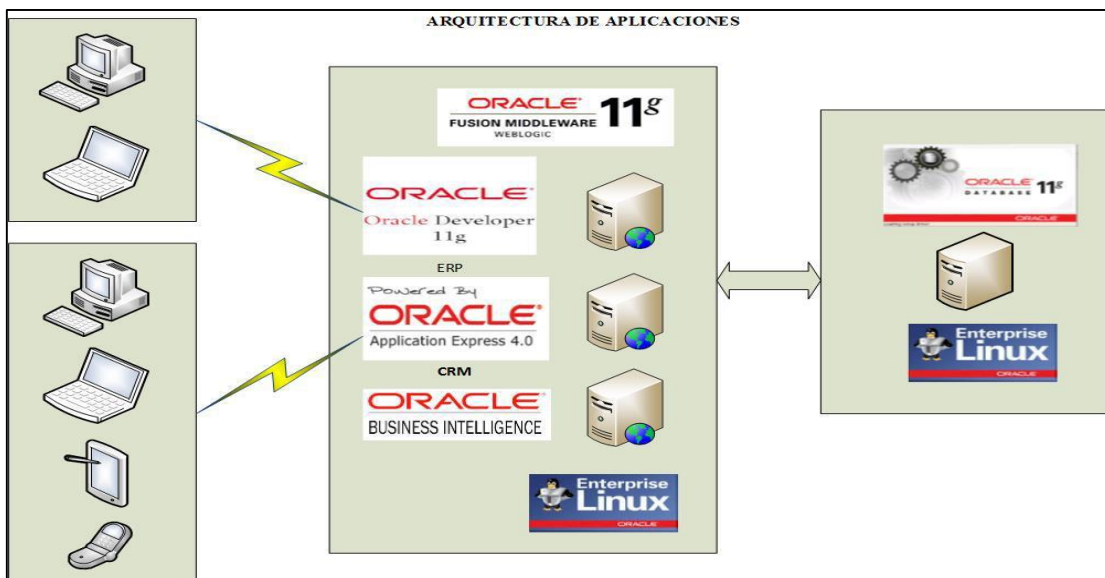 ARQUITECTURA DE APLICACIONES
ORACLE®
FUSION MIDDLEWARE
WEBLOGIC
11g
ORACLE®
Oracle Developer
11g
ERP
Powered By
ORACLE®
Application Express 4.0
CRM
ORACLE®
BUSINESS INTELLIGENCE
Enterprise
Linux
ORACLE
ORACLE®
DATABASE
11g
ORACLE
Enterprise
Linux
ORACLE